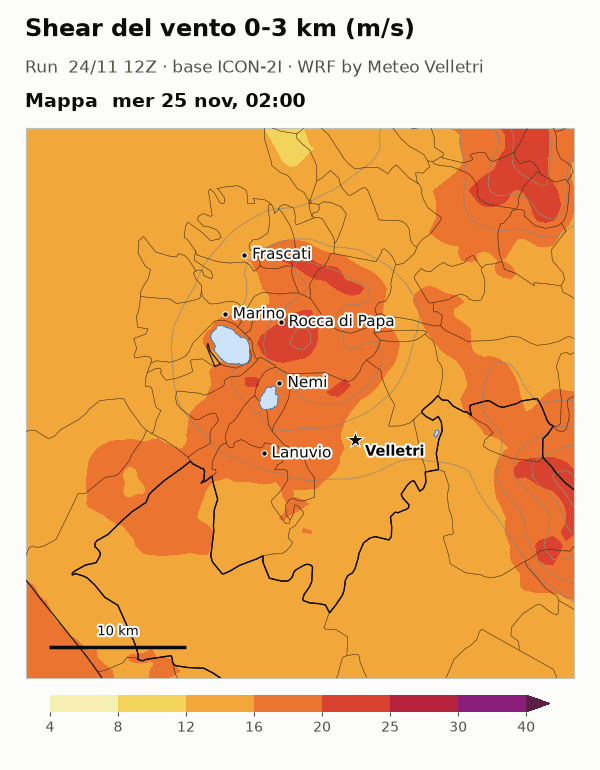 Shear del vento 0-3 km (m/s)
Run  24/11 12Z · base ICON-2I · WRF by Meteo Velletri
Mappa  mer 25 nov, 02:00
Frascati
Marino
Rocca di Papa
Nemi
Velletri
Lanuvio
10 km
4 8 12 16 20 25 30 40